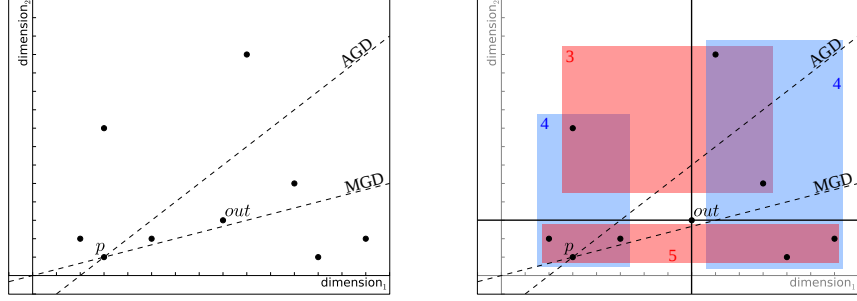 dimension₂
AGD
MGD
out
p
dimension₁
dimension₂
3
AGD
4
4
MGD
out
p
5
dimension₁